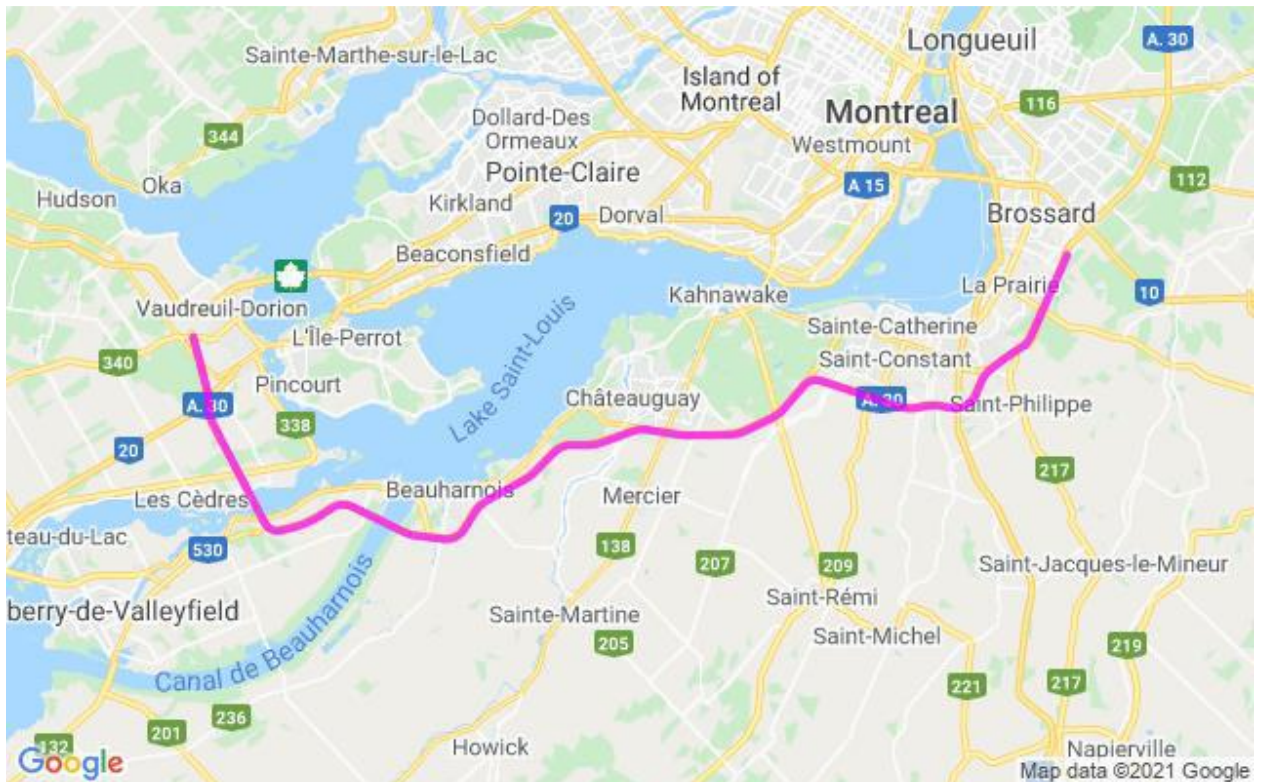 Longueuil
A. 30
Sainte-Marthe-sur-le-Lac
Island of
Montreal
Montreal
116
Dollard-Des
Ormeaux
344
Westmount
Pointe-Claire
Oka
A 15
112
Hudson
Kirkland
20
Dorval
Brossard
Beaconsfield
La Prairie
10
Kahnawake
Vaudreuil-Dorion
Sainte-Catherine
L'Île-Perrot
Saint-Constant
340
Pincourt
Lake Saint-Louis
Châteauguay
A. 30
A. 30
Saint-Philippe
338
20
217
Les Cèdres
Beauharnois
Mercier
teau-du-Lac
530
138
207
209
Saint-Jacques-le-Mineur
berry-de-Valleyfield
Canal de Beauharnois
Sainte-Martine
Saint-Rémi
205
Saint-Michel
219
221
217
236
201
132
Howick
Napierville
Google
Map data ©2021 Google